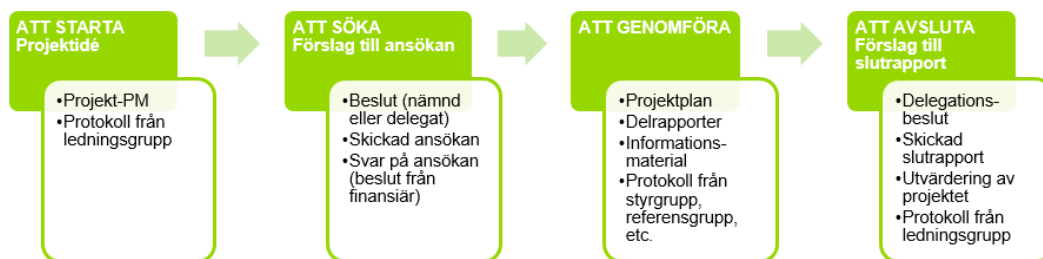 ATT STARTA
Projektidé
•Projekt-PM
•Protokoll från
ledningsgrupp
ATT SÖKA
Förslag till ansökan
•Beslut (nämnd
eller delegat)
•Skickad ansökan
•Svar på ansökan
(beslut från
finansiär)
ATT GENOMFÖRA
•Projektplan
•Delrapporter
•Informations-
material
•Protokoll från
styrgrupp,
referensgrupp,
etc.
ATT AVSLUTA
Förslag till
slutrapport
•Delegations-
beslut
•Skickad
slutrapport
•Utvärdering av
projektet
•Protokoll från
ledningsgrupp